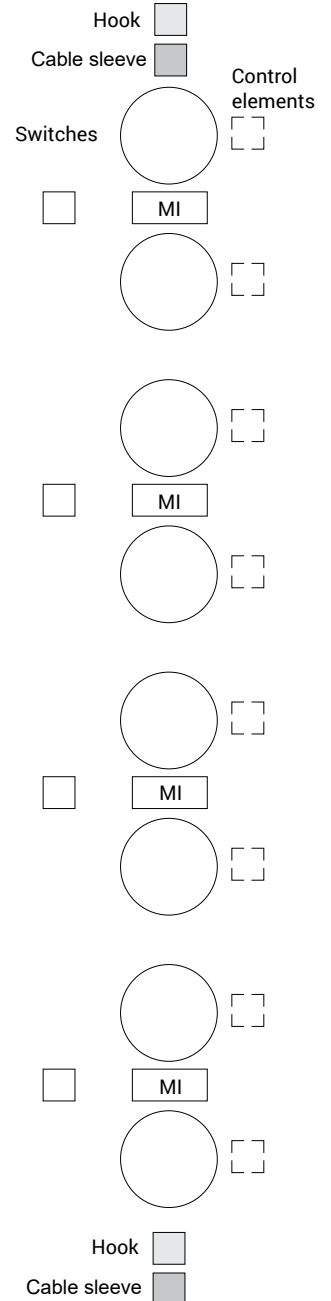 Hook
Cable sleeve
Control
elements
Switches
MI
MI
MI
MI
Hook
Cable sleeve